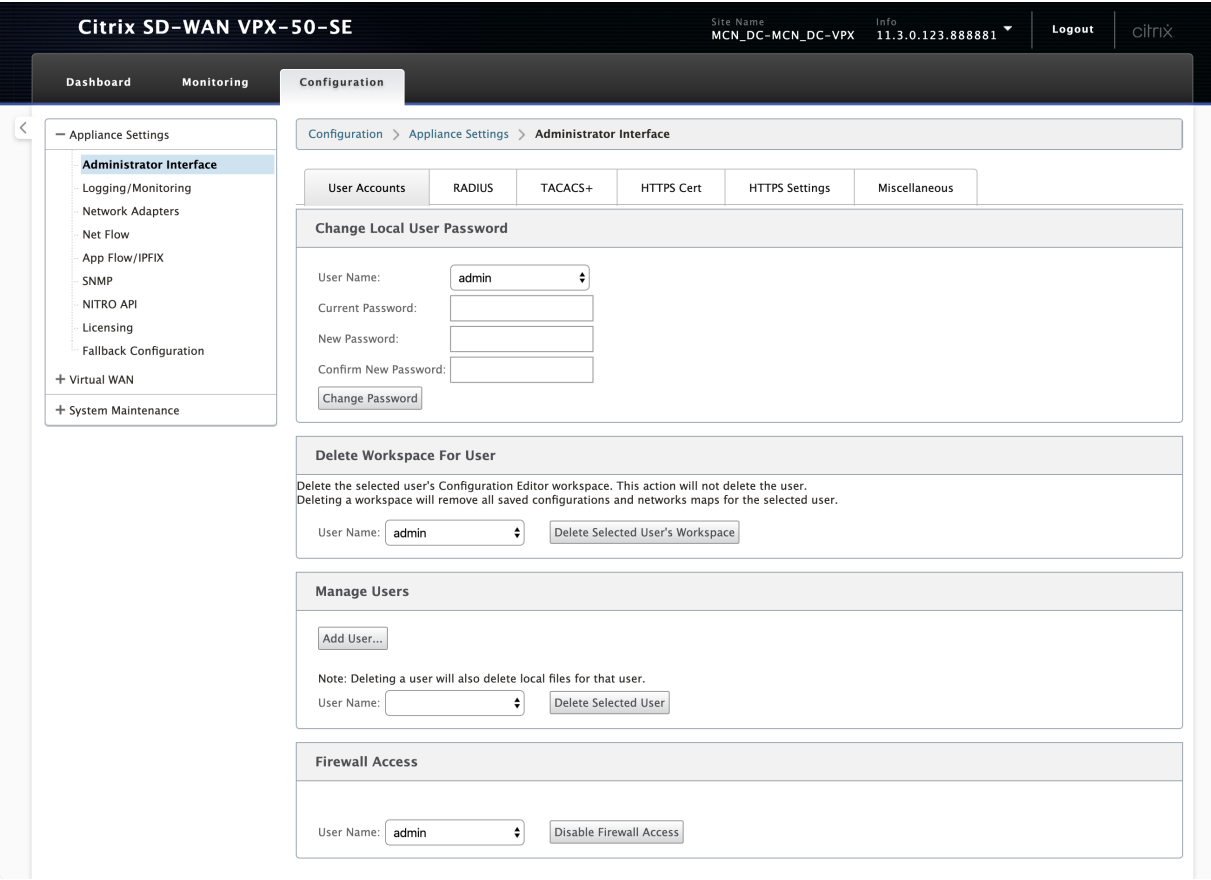 Citrix SD-WAN VPX-50-SE
Site Name
MCN_DC-MCN_DC-VPX
Info
11.3.0.123.888881
Logout
citrix
Dashboard
Monitoring
Configuration
Appliance Settings
Administrator Interface
Logging/Monitoring
Network Adapters
Net Flow
App Flow/IPFIX
SNMP
NITRO API
Licensing
Fallback Configuration
+ Virtual WAN
+ System Maintenance
Configuration > Appliance Settings > Administrator Interface
User Accounts
RADIUS
TACACS+
HTTPS Cert
HTTPS Settings
Miscellaneous
Change Local User Password
User Name: admin
Current Password:
New Password:
Confirm New Password:
Change Password
Delete Workspace For User
Delete the selected user's Configuration Editor workspace. This action will not delete the user.
Deleting a workspace will remove all saved configurations and networks maps for the selected user.
User Name: admin Delete Selected User's Workspace
Manage Users
Add User...
Note: Deleting a user will also delete local files for that user.
User Name: Delete Selected User
Firewall Access
User Name: admin Disable Firewall Access